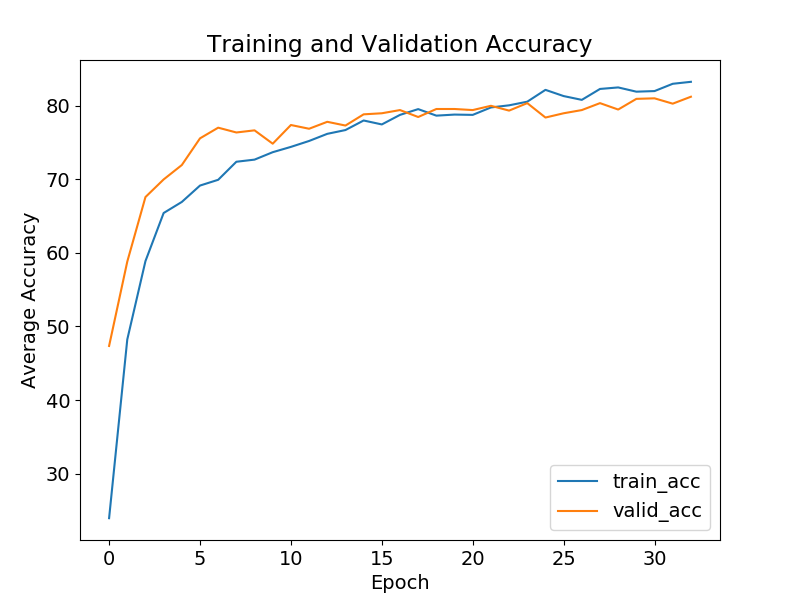 Training and Validation Accuracy
Average Accuracy
80
70
60
50
40
30
train_acc
valid_acc
0 5 10 15 20 25 30
Epoch